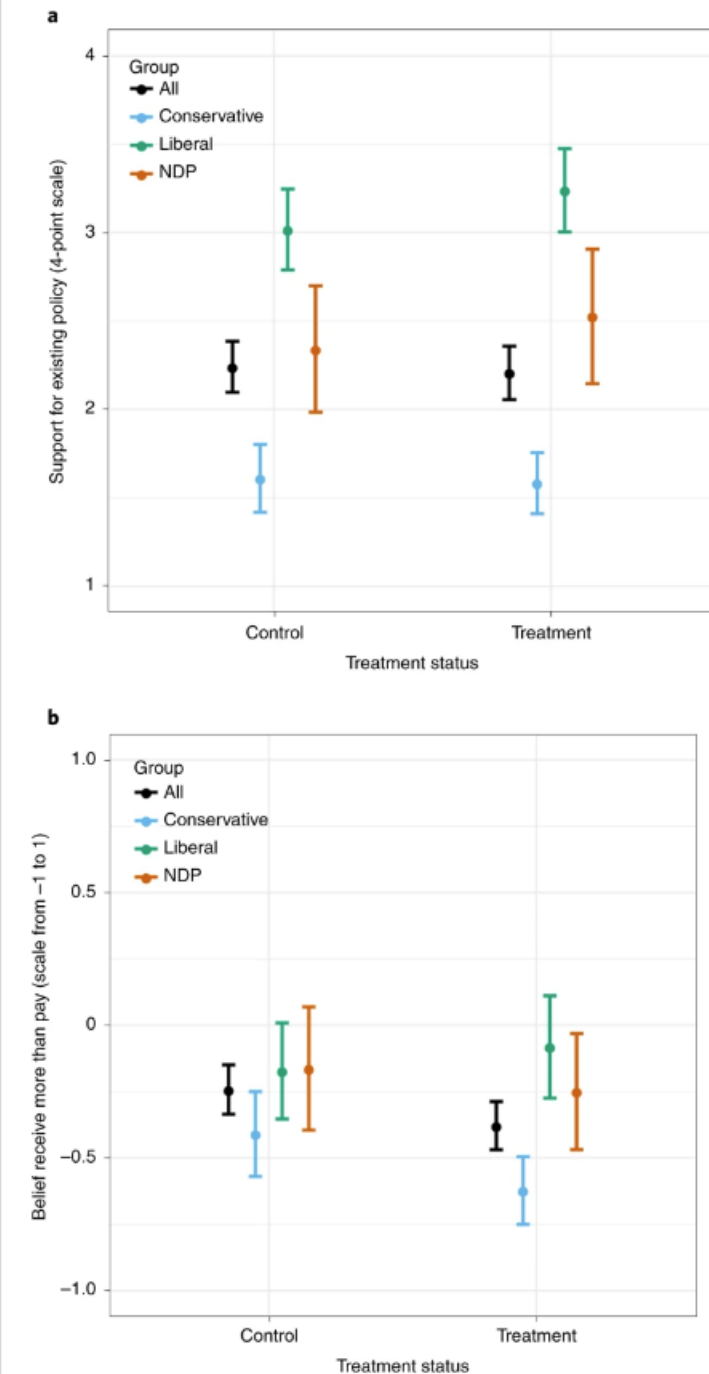 a
4
3
2
1
Support for existing policy (4-point scale)
Group
All
Conservative
Liberal
NDP
Control
Treatment
Treatment status
b
1.0
0.5
0
−0.5
−1.0
Belief receive more than pay (scale from −1 to 1)
Group
All
Conservative
Liberal
NDP
Control
Treatment
Treatment status